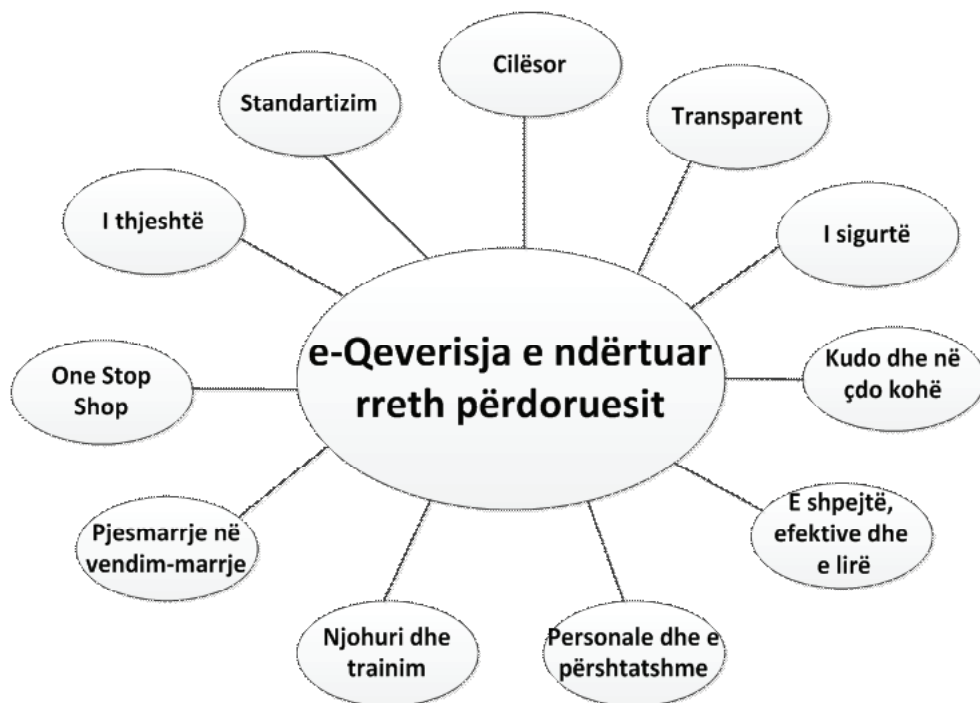 Cilësor
Standartizim
Transparent
I thjeshtë
I sigurtë
e-Qeverisja e ndërtuar
rreth përdoruesit
One Stop
Shop
Kudo dhe në
çdo kohë
Pjesmarrje në
vendim-marrje
E shpejtë,
efektive dhe
e lirë
Njohuri dhe
trainim
Personale dhe e
përshtatshme